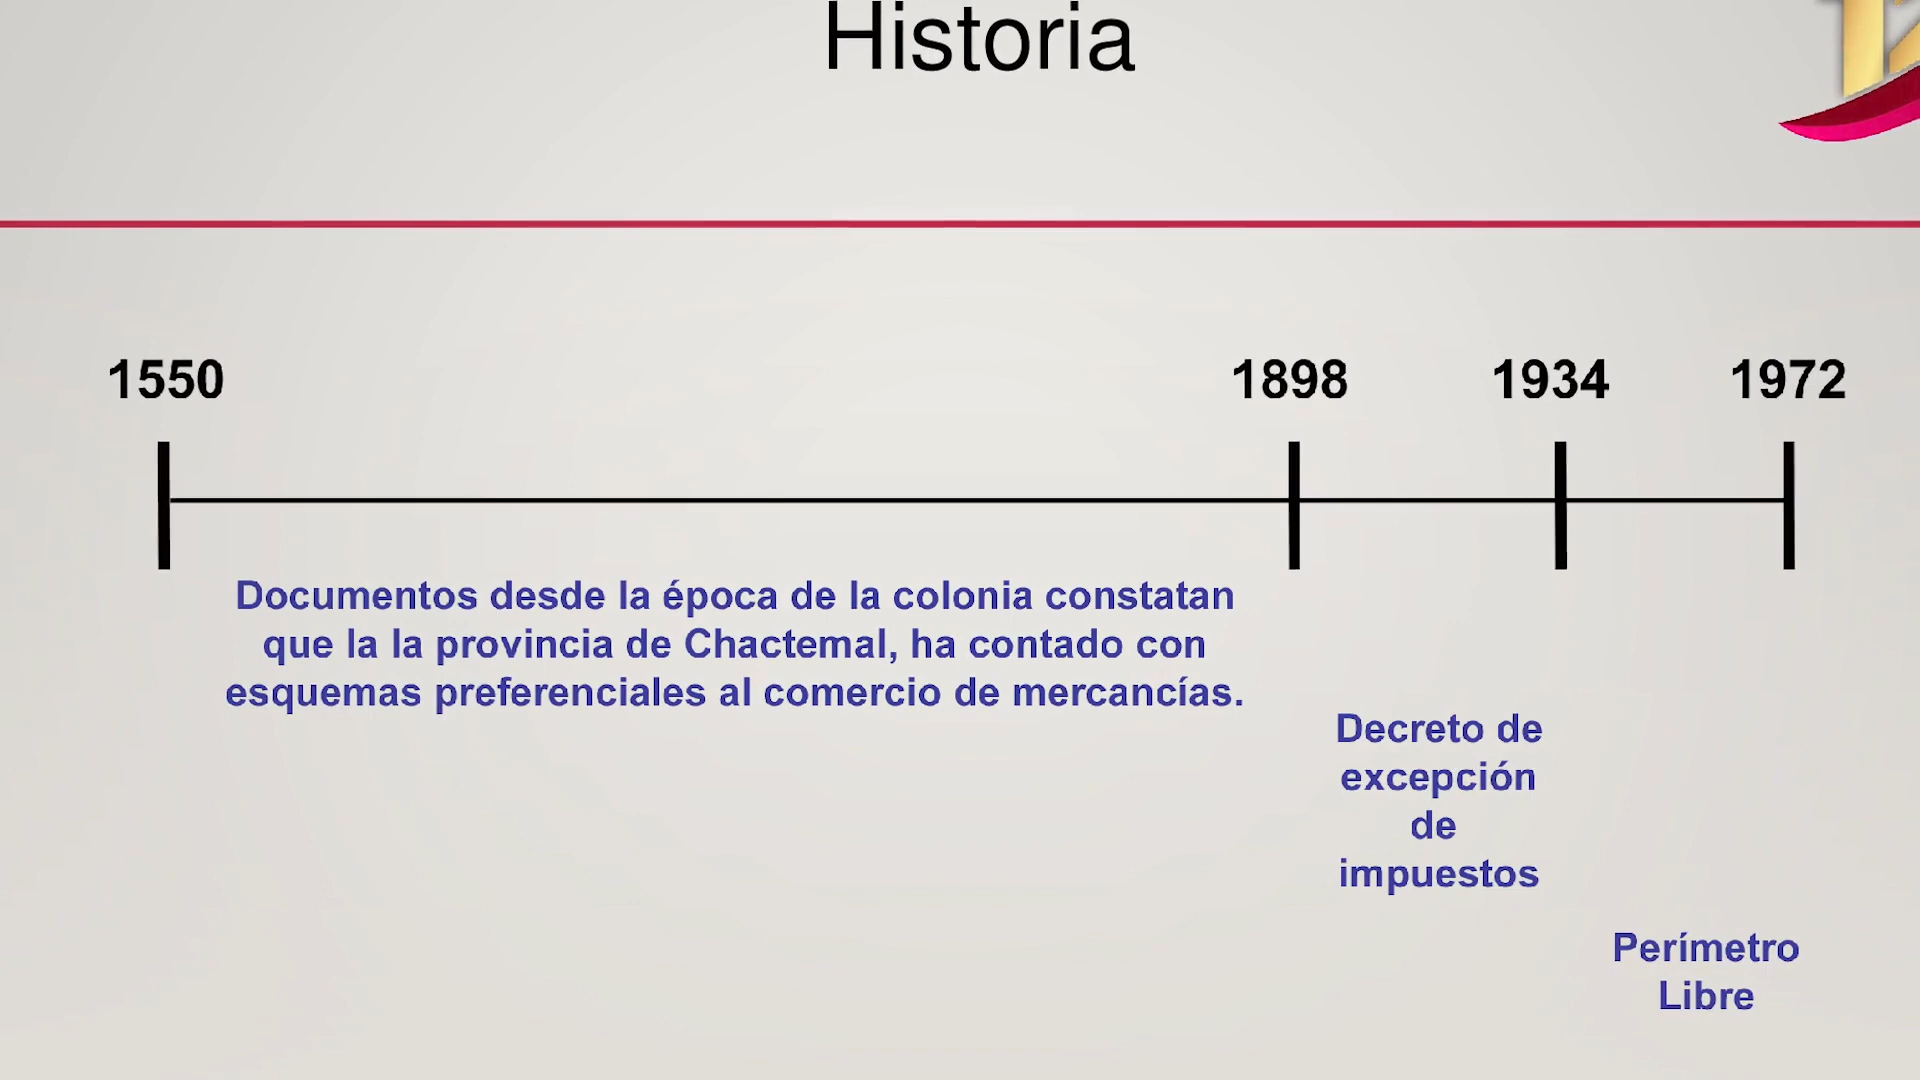 Historia
1550
1898
1934
1972
Documentos desde la época de la colonia constatan
que la la provincia de Chactemal, ha contado con
esquemas preferenciales al comercio de mercancías.
Decreto de
excepción
de
impuestos
Perímetro
Libre